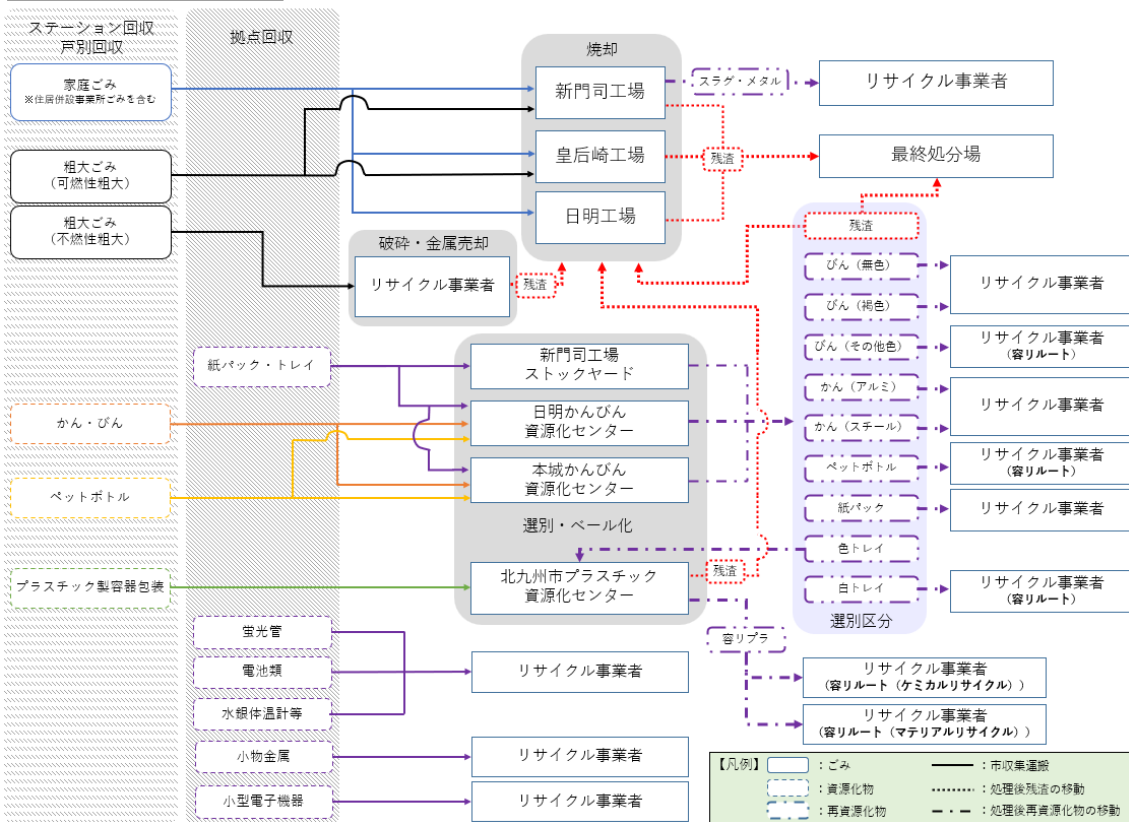 ステーション回収
戸別回収
拠点回収
家庭ごみ
※住居併設事業所ごみを含む
粗大ごみ
（可燃性粗大）
粗大ごみ
（不燃性粗大）
焼却
新門司工場
皇后崎工場
日明工場
スラグ・メタル
リサイクル事業者
残渣
最終処分場
破砕・金属売却
リサイクル事業者
残渣
紙パック・トレイ
かん・びん
ペットボトル
プラスチック製容器包装
新門司工場
ストックヤード
日明かんびん
資源化センター
本城かんびん
資源化センター
選別・ベール化
北九州市プラスチック
資源化センター
残渣
残渣
びん（無色）
びん（褐色）
リサイクル事業者
びん（その他色）
リサイクル事業者
（容リルート）
かん（アルミ）
かん（スチール）
リサイクル事業者
ペットボトル
リサイクル事業者
（容リルート）
紙パック
リサイクル事業者
色トレイ
白トレイ
リサイクル事業者
（容リルート）
選別区分
容リプラ
リサイクル事業者
（容リルート（ケミカルリサイクル））
リサイクル事業者
（容リルート（マテリアルリサイクル））
蛍光管
電池類
水銀体温計等
リサイクル事業者
小物金属
リサイクル事業者
小型電子機器
リサイクル事業者
【凡例】
：ごみ
：市収集運搬
：資源化物
：処理後残渣の移動
：再資源化物
：処理後再資源化物の移動